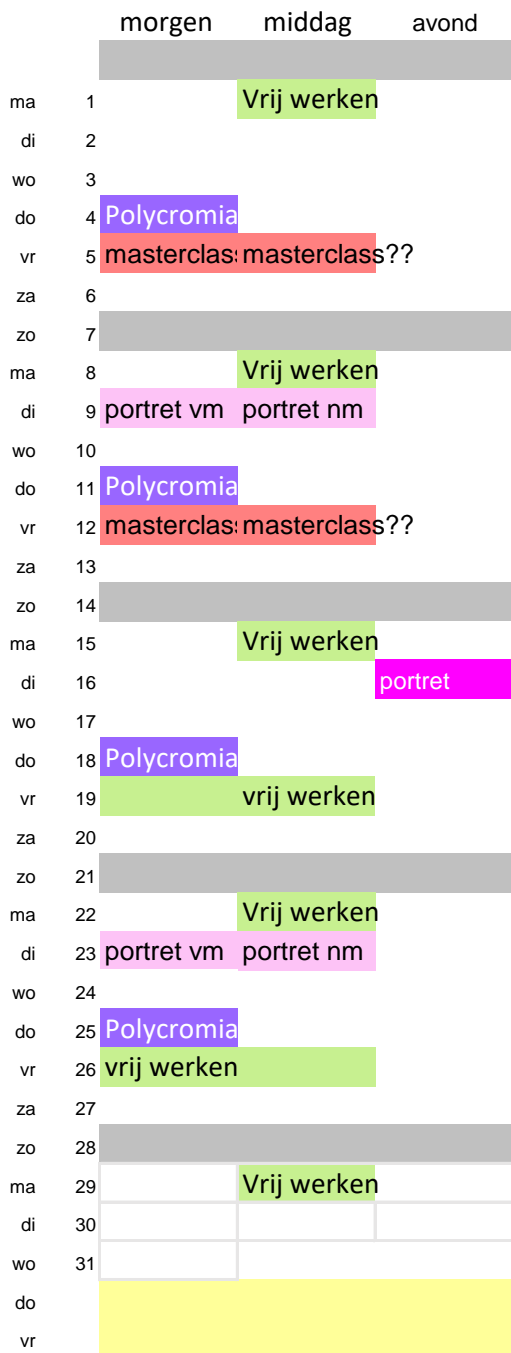 morgen middag avond
ma 1 Vrij werken
di 2
wo 3
do 4 Polycromia
vr 5 masterclass masterclass??
za 6
zo 7
ma 8 Vrij werken
di 9 portret vm portret nm
wo 10
do 11 Polycromia
vr 12 masterclass masterclass??
za 13
zo 14
ma 15 Vrij werken
di 16 portret
wo 17
do 18 Polycromia
vr 19 vrij werken
za 20
zo 21
ma 22 Vrij werken
di 23 portret vm portret nm
wo 24
do 25 Polycromia
vr 26 vrij werken
za 27
zo 28
ma 29 Vrij werken
di 30
wo 31
do
vr